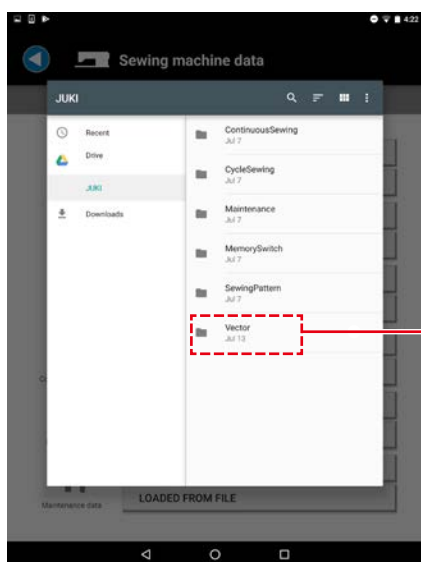 4:22
Sewing machine data
JUKI
Recent
Drive
JUKI
Downloads
ContinuousSewing
Jul 7
CycleSewing
Jul 7
Maintenance
Jul 7
MemorySwitch
Jul 7
SewingPattern
Jul 7
Vector
Jul 13
Maintenance data
LOADED FROM FILE